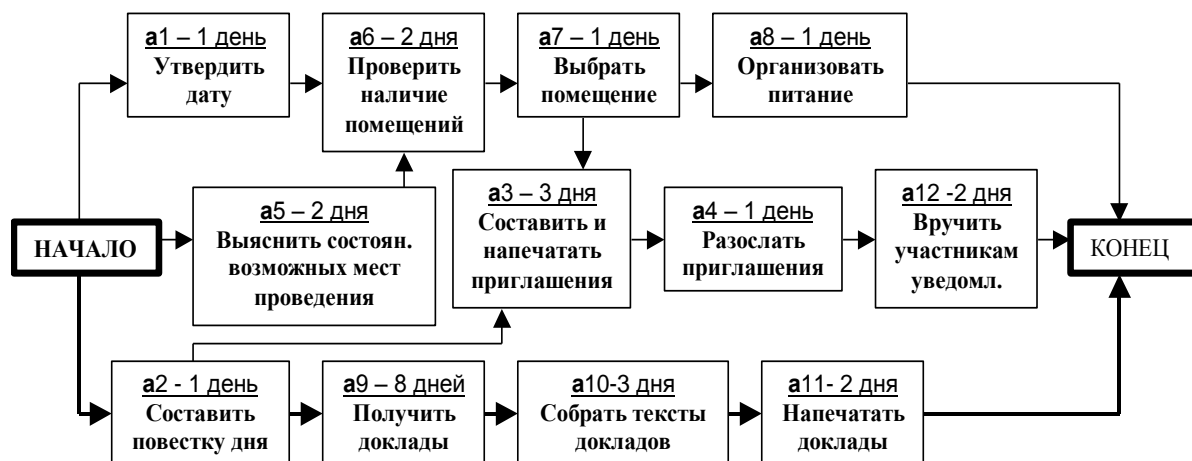 а1 – 1 день
Утвердить
дату
а6 – 2 дня
Проверить
наличие
помещений
а7 – 1 день
Выбрать
помещение
а8 – 1 день
Организовать
питание
НАЧАЛО
а5 – 2 дня
Выяснить состоян.
возможных мест
проведения
а3 – 3 дня
Составить и
напечатать
приглашения
а4 – 1 день
Разослать
приглашения
а12 -2 дня
Вручить
участникам
уведомл.
КОНЕЦ
а2 - 1 день
Составить
повестку дня
а9 – 8 дней
Получить
доклады
а10-3 дня
Собрать тексты
докладов
а11- 2 дня
Напечатать
доклады